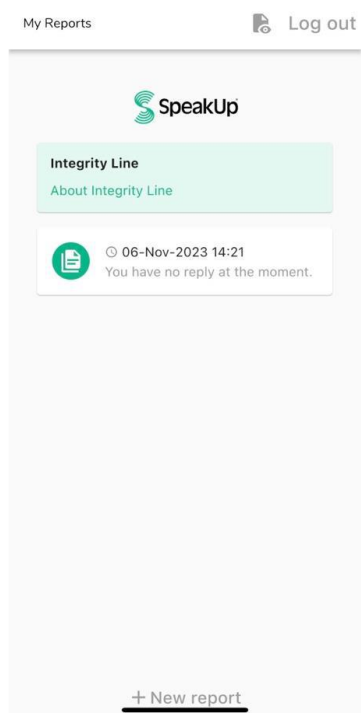 My Reports
Log out
SpeakUp
Integrity Line
About Integrity Line
06-Nov-2023 14:21
You have no reply at the moment.
+ New report